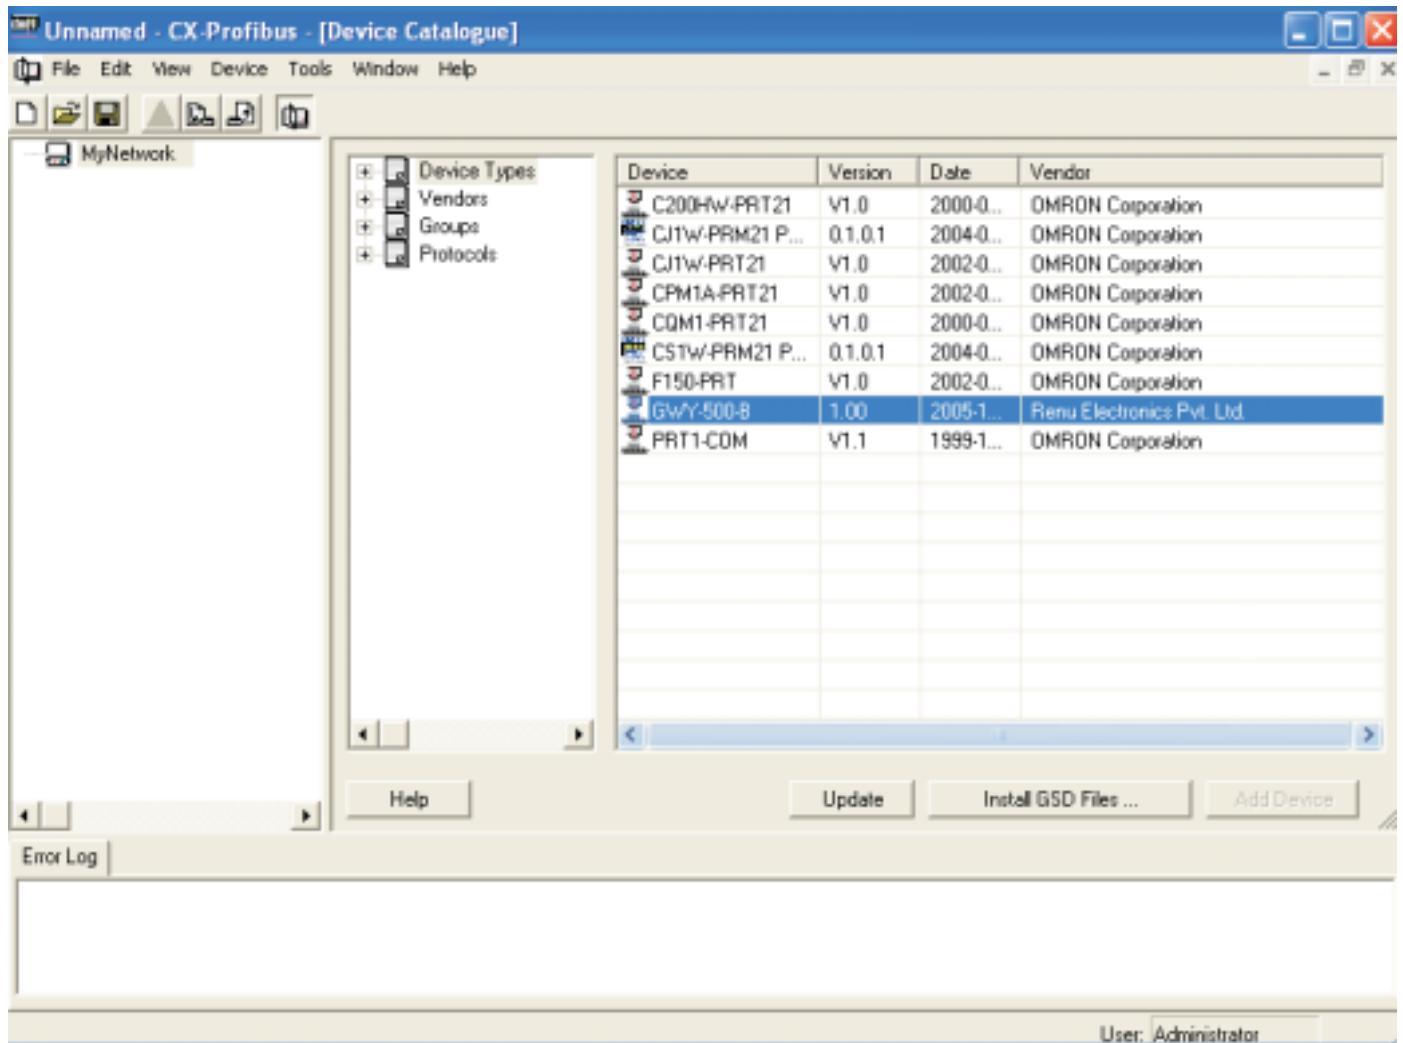 Unnamed - CX-Profibus - [Device Catalogue]
File Edit View Device Tools Window Help
MyNetwork
Device Types
Vendors
Groups
Protocols
Device Version Date Vendor
C200HW-PRT21 V1.0 2000-0... OMRON Corporation
CJ1W-PRM21 P... 0.1.0.1 2004-0... OMRON Corporation
CJ1W-PRT21 V1.0 2002-0... OMRON Corporation
CPM1A-PRT21 V1.0 2002-0... OMRON Corporation
CQM1-PRT21 V1.0 2000-0... OMRON Corporation
CS1W-PRM21 P... 0.1.0.1 2004-0... OMRON Corporation
F150-PRT V1.0 2002-0... OMRON Corporation
GWY-500-B 1.00 2005-1... Renu Electronics Pvt. Ltd.
PRT1-COM V1.1 1999-1... OMRON Corporation
Help Update Install GSD Files ... Add Device
Error Log
User: Administrator